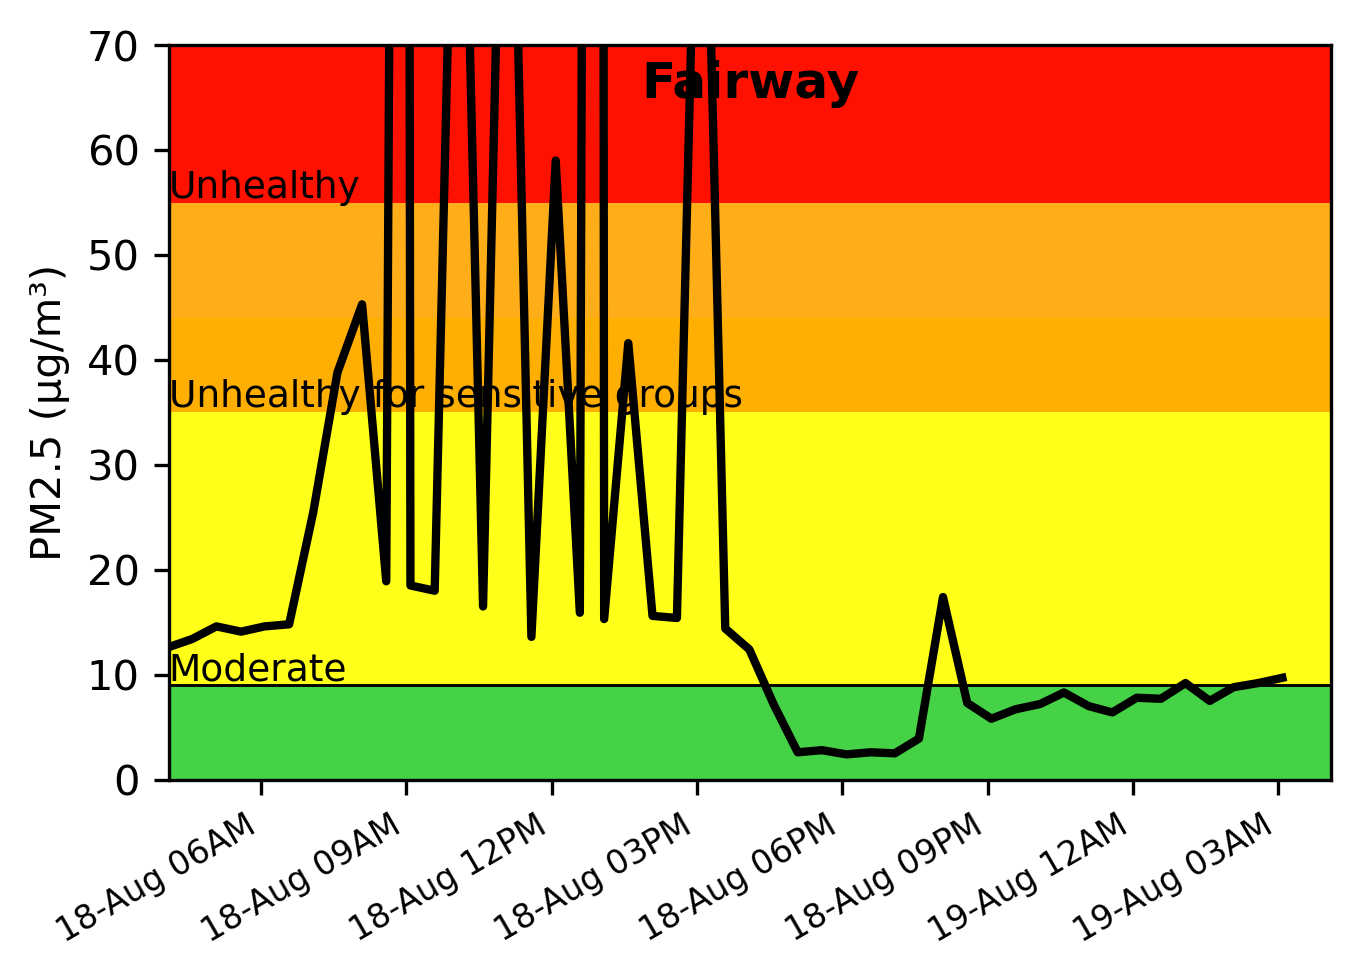 Fairway
PM2.5 (µg/m³)
70
60
50
40
30
20
10
0
Unhealthy
Unhealthy for sensitive groups
Moderate
18-Aug 06AM
18-Aug 09AM
18-Aug 12PM
18-Aug 03PM
18-Aug 06PM
18-Aug 09PM
19-Aug 12AM
19-Aug 03AM